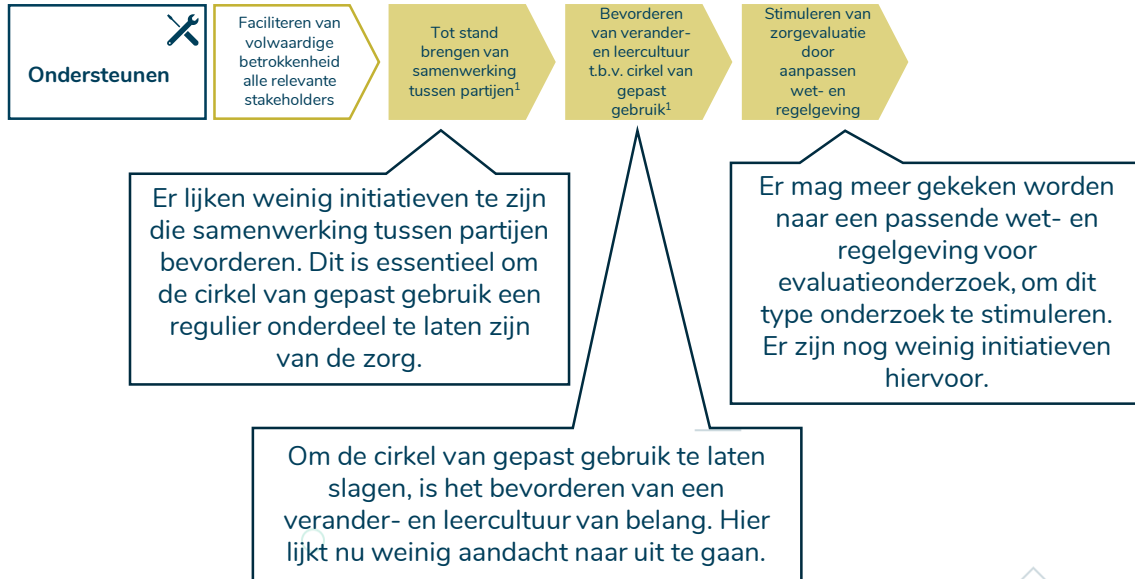 Ondersteunen
Faciliteren van
volwaardige
betrokkenheid
alle relevante
stakeholders
Tot stand
brengen van
samenwerking
tussen partijen¹
Bevorderen
van verander-
en leercultuur
t.b.v. cirkel van
gepast
gebruik¹
Stimuleren van
zorgevaluatie
door
aanpassen
wet- en
regelgeving
Er lijken weinig initiatieven te zijn
die samenwerking tussen partijen
bevorderen. Dit is essentieel om
de cirkel van gepast gebruik een
regulier onderdeel te laten zijn
van de zorg.
Er mag meer gekeken worden
naar een passende wet- en
regelgeving voor
evaluatieonderzoek, om dit
type onderzoek te stimuleren.
Er zijn nog weinig initiatieven
hiervoor.
Om de cirkel van gepast gebruik te laten
slagen, is het bevorderen van een
verander- en leercultuur van belang. Hier
lijkt nu weinig aandacht naar uit te gaan.